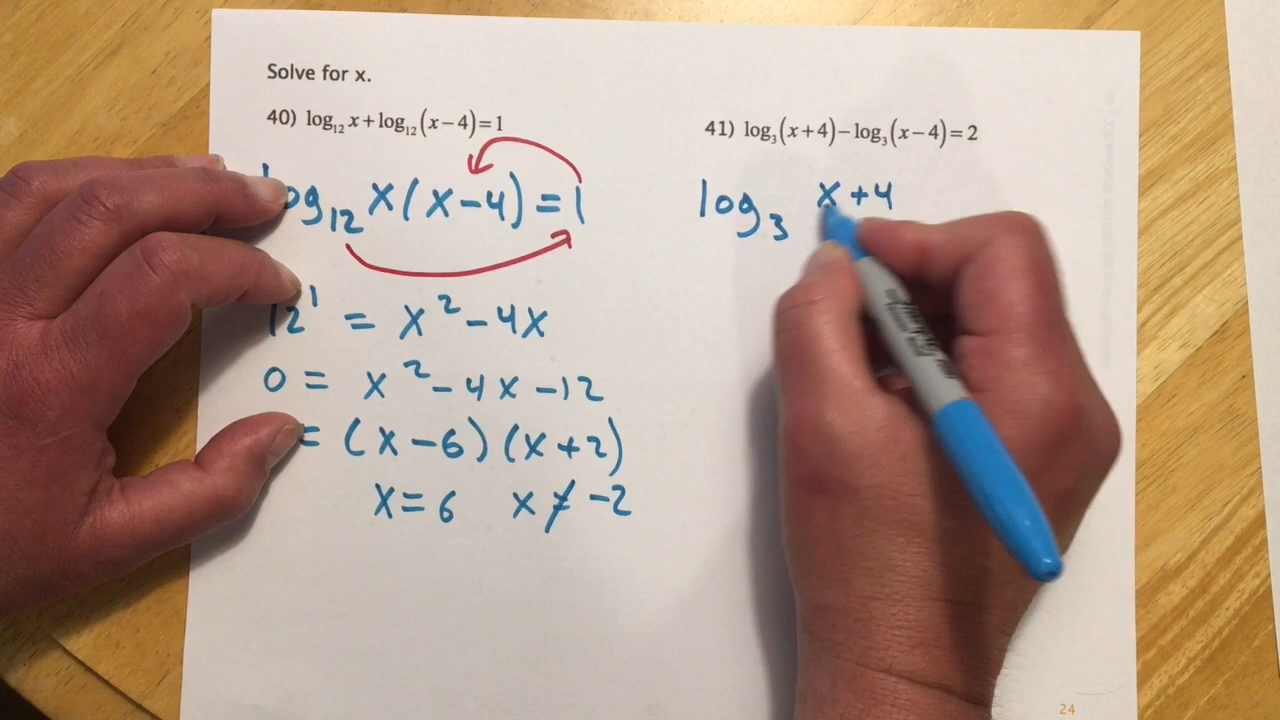 Solve for x.
40) log₁₂ x + log₁₂ (x − 4) = 1
log₁₂ x(x − 4) = 1
12¹ = x² − 4x
0 = x² − 4x − 12
= (x − 6)(x + 2)
x = 6 x ≠ −2
41) log₃ (x + 4) − log₃ (x − 4) = 2
log₃ x + 4
24